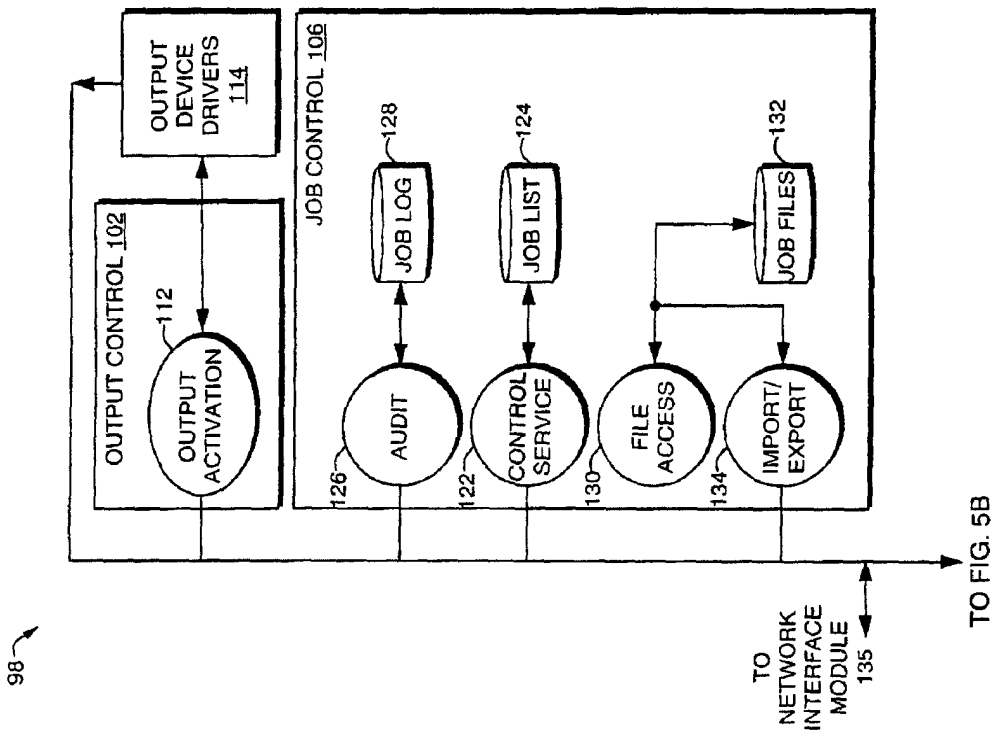 98
OUTPUT CONTROL 102
112
OUTPUT
ACTIVATION
OUTPUT
DEVICE
DRIVERS
114
JOB CONTROL 106
126
AUDIT
JOB LOG
128
122
CONTROL
SERVICE
JOB LIST
124
130
FILE
ACCESS
134
IMPORT/
EXPORT
JOB FILES
132
TO
NETWORK
INTERFACE
MODULE
135
TO FIG. 5B